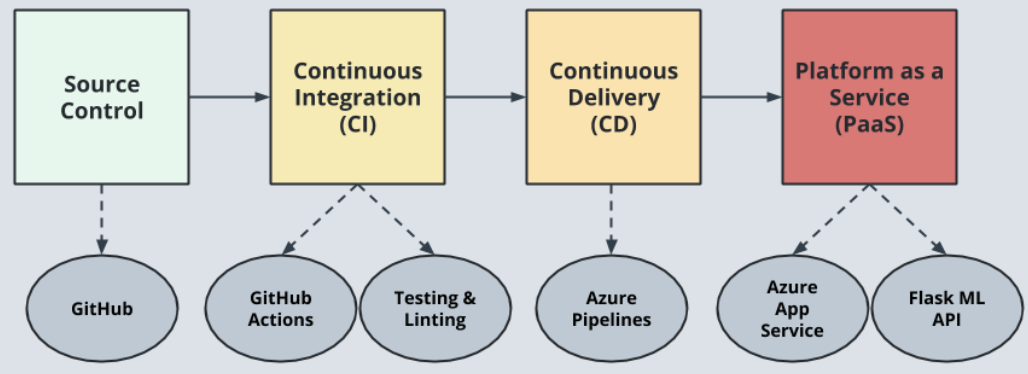 Source
Control
Continuous
Integration
(CI)
Continuous
Delivery
(CD)
Platform as a
Service
(PaaS)
GitHub
GitHub
Actions
Testing &
Linting
Azure
Pipelines
Azure
App
Service
Flask ML
API